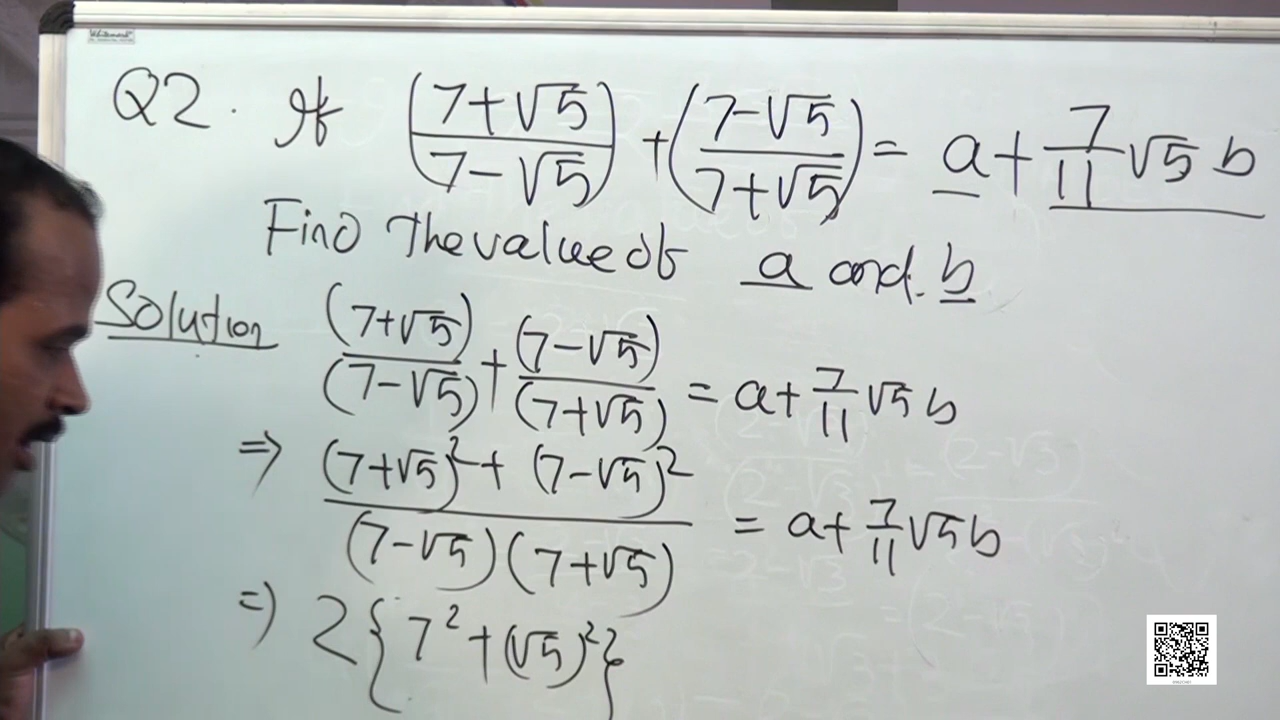 Whitemark
Q2. If (7+√5)/(7-√5) + (7-√5)/(7+√5) = a + 7/11 √5 b
Find the value of a and b
Solution (7+√5)/(7-√5) + (7-√5)/(7+√5) = a + 7/11 √5 b
⇒ ((7+√5)² + (7-√5)²)/((7-√5)(7+√5)) = a + 7/11 √5 b
⇒ 2{7² + (√5)²}